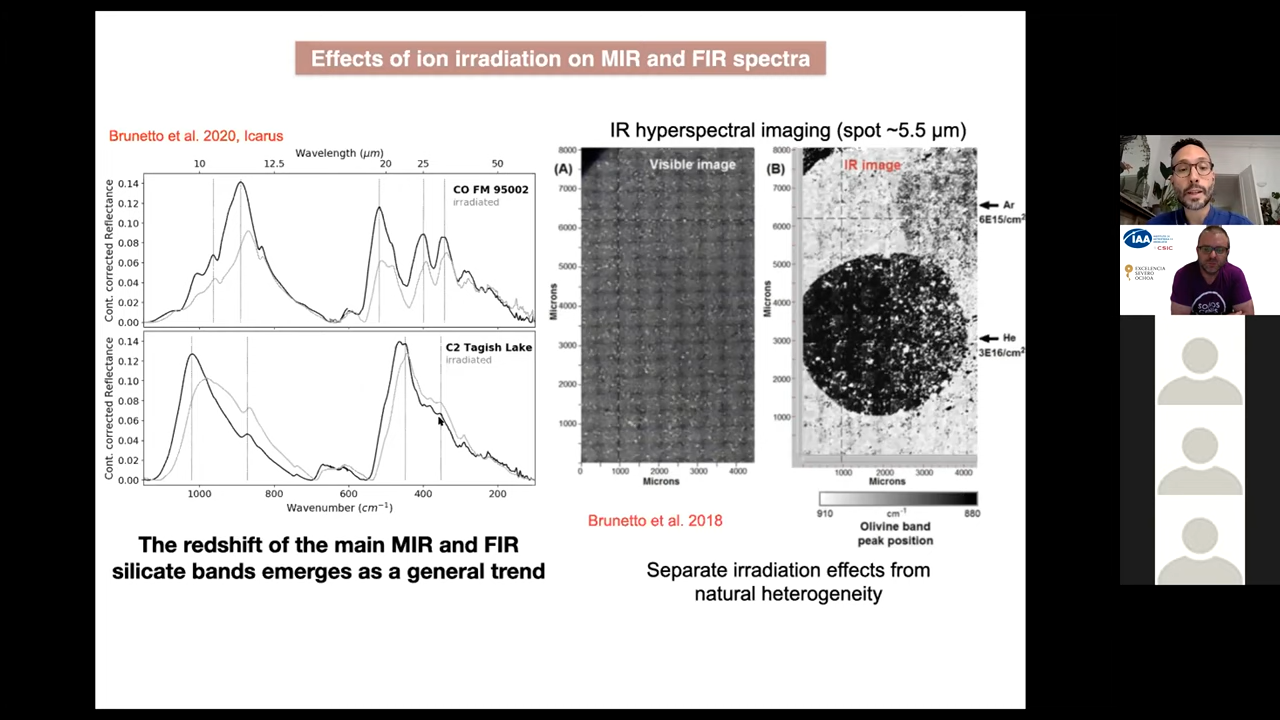 Effects of ion irradiation on MIR and FIR spectra
Brunetto et al. 2020, Icarus
Wavelength (μm)
10 12.5 20 25 50
Cont. corrected Reflectance
0.14
0.12
0.10
0.08
0.06
0.04
0.02
0.00
CO FM 95002
irradiated
Cont. corrected Reflectance
0.14
0.12
0.10
0.08
0.06
0.04
0.02
0.00
C2 Tagish Lake
irradiated
1000 800 600 400 200
Wavenumber (cm⁻¹)
The redshift of the main MIR and FIR
silicate bands emerges as a general trend
IR hyperspectral imaging (spot ~5.5 μm)
(A)
Visible image
8000
7000
6000
5000
4000
3000
2000
1000
Microns
0 1000 2000 3000 4000
Microns
(B)
IR image
8000
7000
6000
5000
4000
3000
2000
1000
Microns
1000 2000 3000 4000
Microns
Ar
6E15/cm²
He
3E16/cm²
910 cm⁻¹ 880
Olivine band
peak position
Brunetto et al. 2018
Separate irradiation effects from
natural heterogeneity
IAA
CSIC
EXCELENCIA
SEVERO
OCHOA